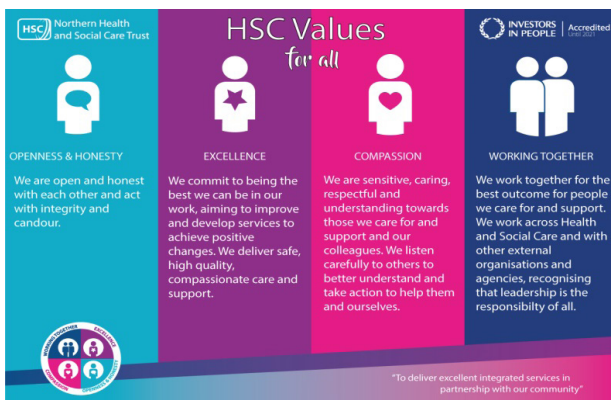 HSC
Northern Health
and Social Care Trust
HSC Values
for all
INVESTORS
IN PEOPLE
Accredited
Until 2021
OPENNESS & HONESTY
We are open and honest
with each other and act
with integrity and
candour.
EXCELLENCE
We commit to being the
best we can be in our
work, aiming to improve
and develop services to
achieve positive
changes. We deliver safe,
high quality,
compassionate care and
support.
COMPASSION
We are sensitive, caring,
respectful and
understanding towards
those we care for and
support and our
colleagues. We listen
carefully to others to
better understand and
take action to help them
and ourselves.
WORKING TOGETHER
We work together for the
best outcome for people
we care for and support.
We work across Health
and Social Care and with
other external
organisations and
agencies, recognising
that leadership is the
responsibilty of all.
WORKING TOGETHER
EXCELLENCE
COMPASSION
OPENNESS & HONESTY
"To deliver excellent integrated services in
partnership with our community"